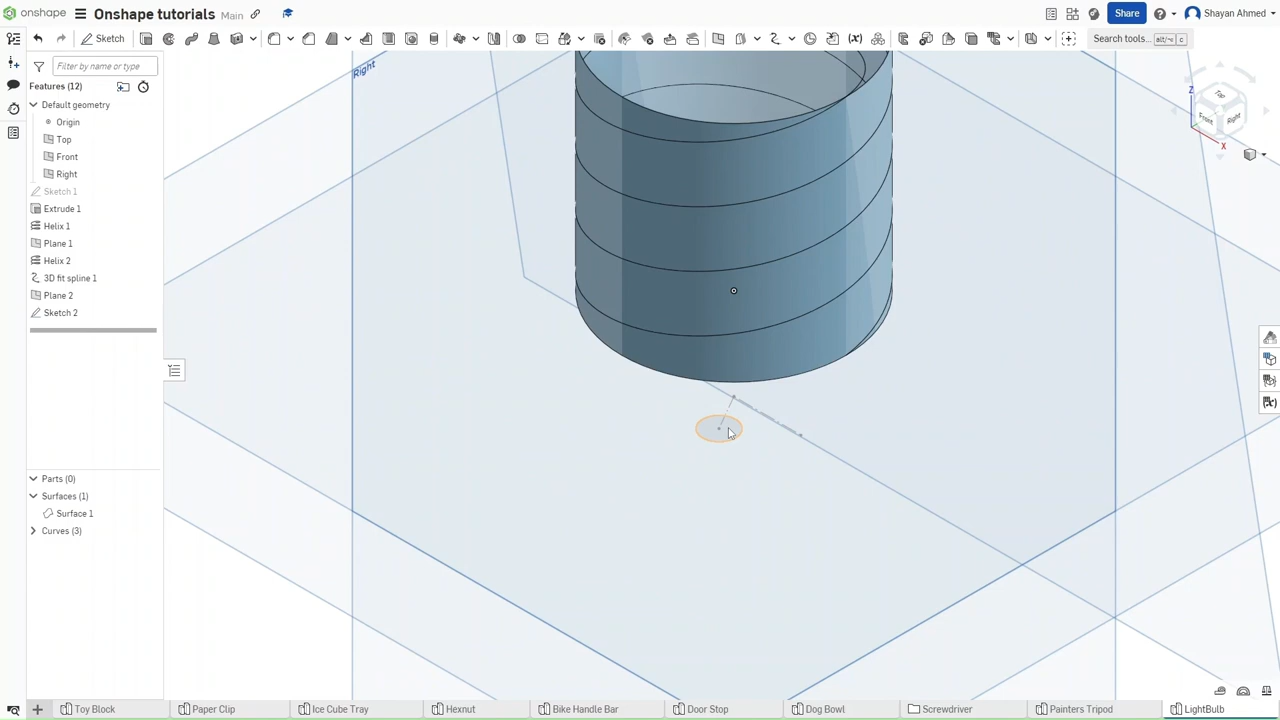 onshape
Onshape tutorials
Main
Share
Shayan Ahmed
Sketch
Search tools...
alt/⌥
c
Filter by name or type
Features (12)
Default geometry
Origin
Top
Front
Right
Sketch 1
Extrude 1
Helix 1
Plane 1
Helix 2
3D fit spline 1
Plane 2
Sketch 2
Parts (0)
Surfaces (1)
Surface 1
Curves (3)
Right
Z
Top
Front
Right
X
Toy Block
Paper Clip
Ice Cube Tray
Hexnut
Bike Handle Bar
Door Stop
Dog Bowl
Screwdriver
Painters Tripod
LightBulb